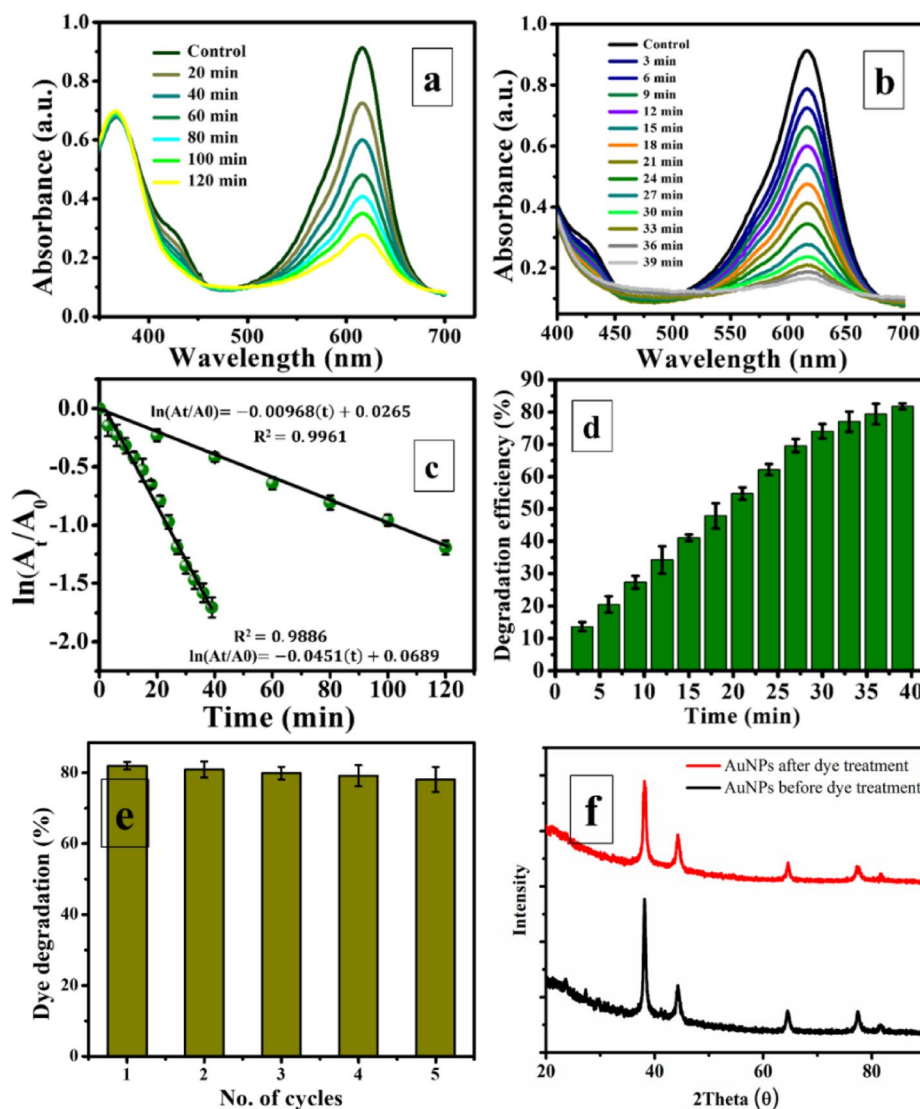 a
Control
20 min
40 min
60 min
80 min
100 min
120 min
1.0
0.8
0.6
0.4
0.2
0.0
Absorbance (a.u.)
400
500
600
700
Wavelength (nm)
b
Control
3 min
6 min
9 min
12 min
15 min
18 min
21 min
24 min
27 min
30 min
33 min
36 min
39 min
1.0
0.8
0.6
0.4
0.2
Absorbance (a.u.)
400
450
500
550
600
650
700
Wavelength (nm)
c
ln(At/A0)= −0.00968(t) + 0.0265
R² = 0.9961
R² = 0.9886
ln(At/A0)= −0.0451(t) + 0.0689
0.0
-0.5
-1.0
-1.5
-2.0
ln(At/A0)
0
20
40
60
80
100
120
Time (min)
d
90
80
70
60
50
40
30
20
10
0
Degradation efficiency (%)
0
5
10
15
20
25
30
35
40
Time (min)
e
80
60
40
20
0
Dye degradation (%)
1
2
3
4
5
No. of cycles
f
AuNPs after dye treatment
AuNPs before dye treatment
Intensity
20
40
60
80
2Theta (θ)